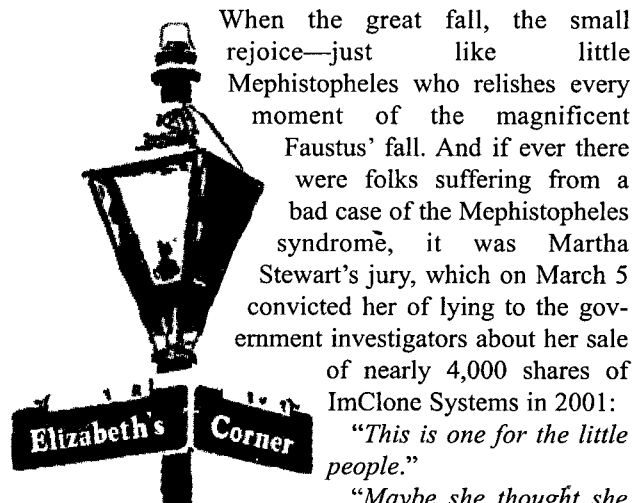 When the great fall, the small
rejoice—just like little
Mephistopheles who relishes every
moment of the magnificent
Faustus' fall. And if ever there
were folks suffering from a
bad case of the Mephistopheles
syndrome, it was Martha
Stewart's jury, which on March 5
convicted her of lying to the gov-
ernment investigators about her sale
of nearly 4,000 shares of
ImClone Systems in 2001:
"This is one for the little
people."
"Maybe she thought she
Elizabeth's Corner